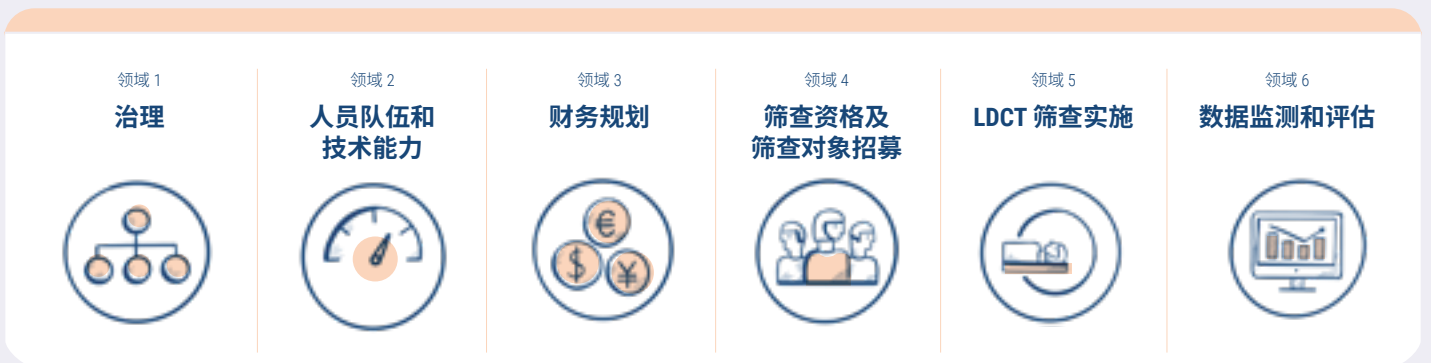 领域 1
治理
领域 2
人员队伍和
技术能力
领域 3
财务规划
领域 4
筛查资格及
筛查对象招募
领域 5
LDCT 筛查实施
领域 6
数据监测和评估
€
$
¥